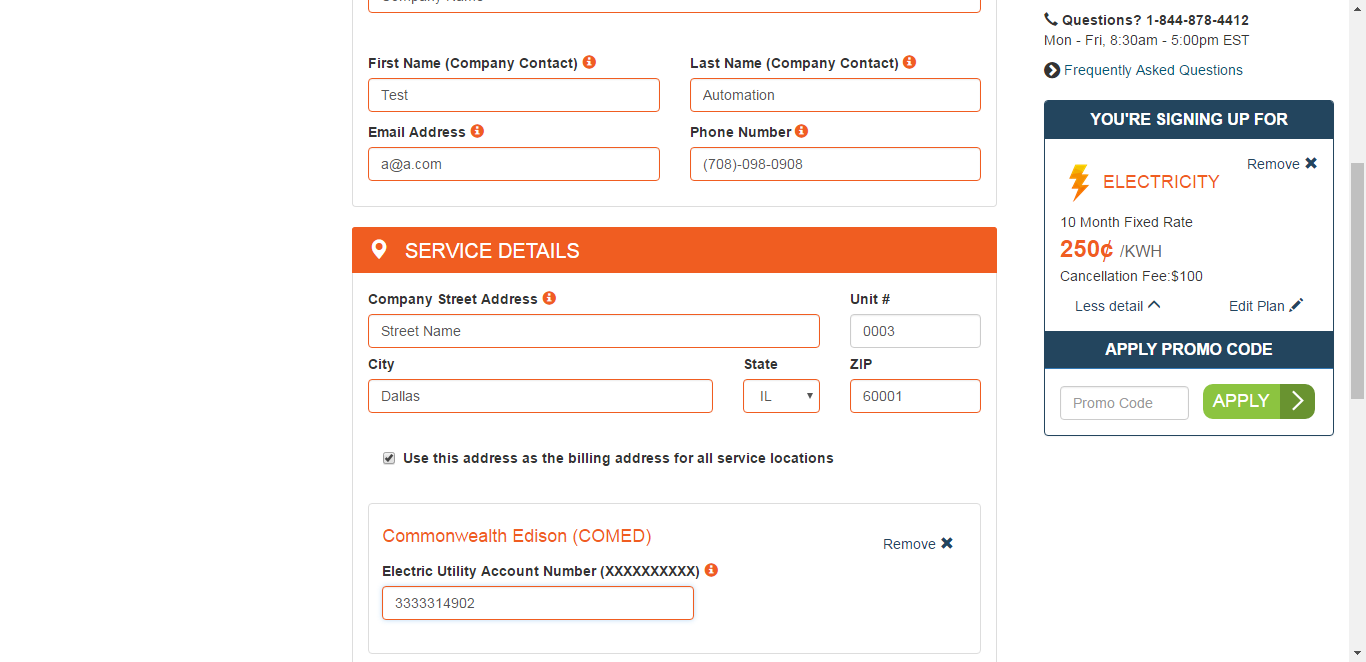 Company Name
First Name (Company Contact)
Last Name (Company Contact)
Test
Automation
Email Address
Phone Number
a@a.com
(708)-098-0908
SERVICE DETAILS
Company Street Address
Unit #
Street Name
0003
City
State
ZIP
Dallas
IL
60001
Use this address as the billing address for all service locations
Commonwealth Edison (COMED)
Remove
Electric Utility Account Number (XXXXXXXXXX)
3333314902
Questions? 1-844-878-4412
Mon - Fri, 8:30am - 5:00pm EST
Frequently Asked Questions
YOU'RE SIGNING UP FOR
Remove
ELECTRICITY
10 Month Fixed Rate
250¢ /KWH
Cancellation Fee:$100
Less detail
Edit Plan
APPLY PROMO CODE
Promo Code
APPLY